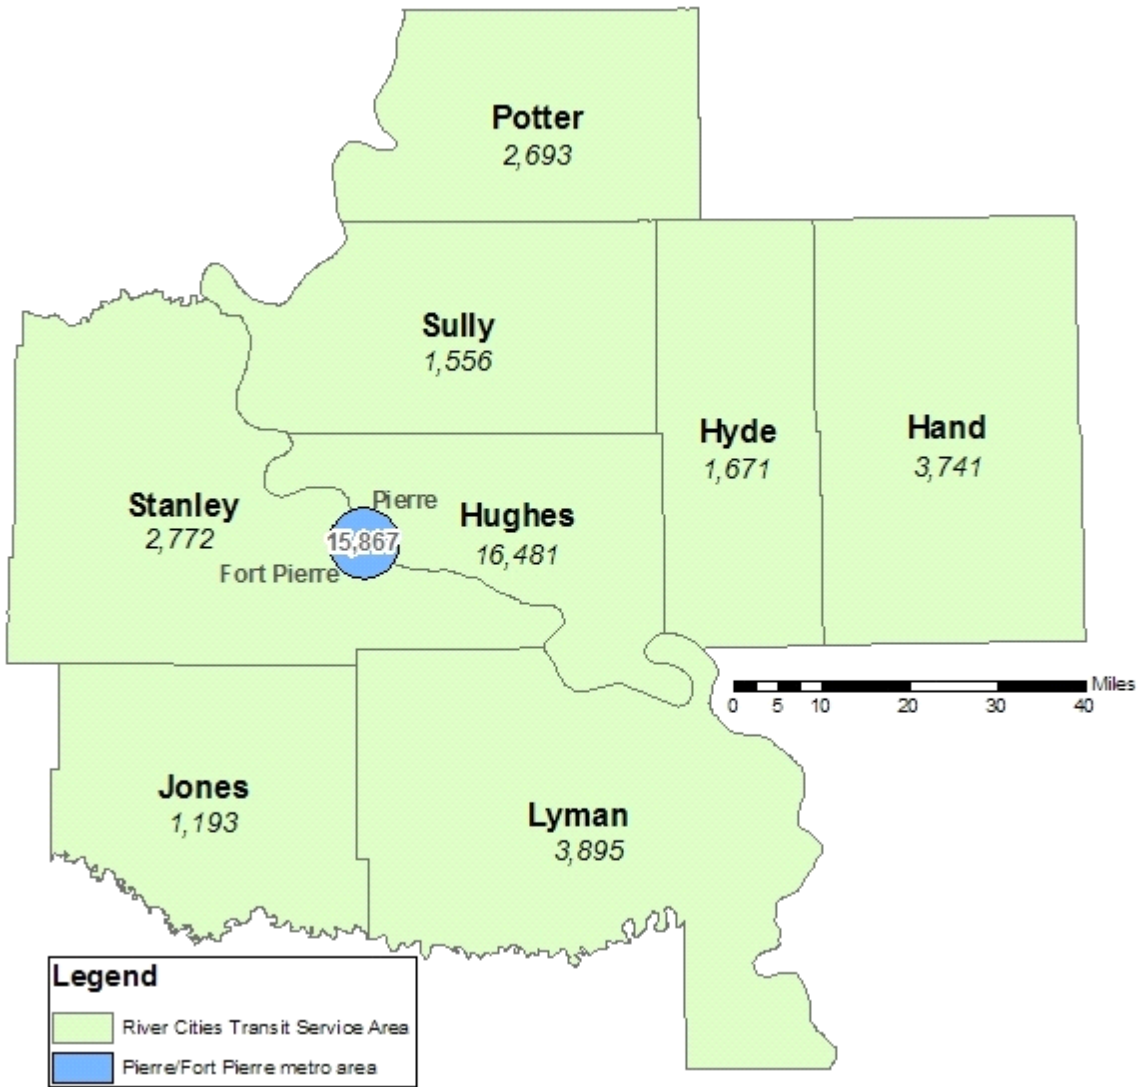 Potter
2,693
Sully
1,556
Hyde
1,671
Hand
3,741
Stanley
2,772
Pierre
15,867
Fort Pierre
Hughes
16,481
Miles
0 5 10 20 30 40
Jones
1,193
Lyman
3,895
Legend
River Cities Transit Service Area
Pierre/Fort Pierre metro area